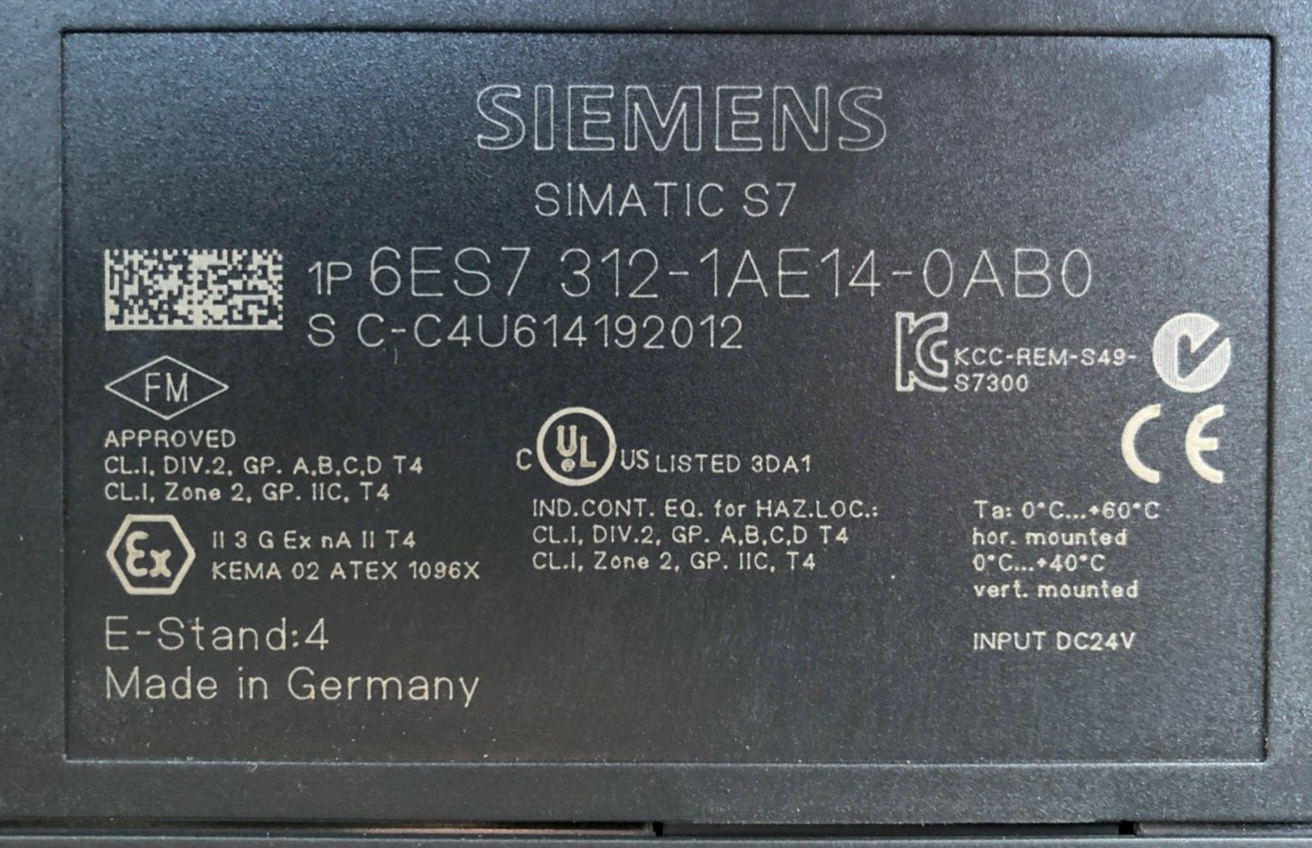 SIEMENS
SIMATIC S7
1P 6ES7 312-1AE14-0AB0
S C-C4U614192012
KCC-REM-S49-
S7300
FM
APPROVED
CL.I, DIV.2, GP. A,B,C,D T4
CL.I, Zone 2, GP. IIC, T4
C UL US LISTED 3DA1
IND.CONT. EQ. for HAZ.LOC.:
CL.I, DIV.2, GP. A,B,C,D T4
CL.I, Zone 2, GP. IIC, T4
CE
Ta: 0°C...+60°C
hor. mounted
0°C...+40°C
vert. mounted
INPUT DC24V
Ex
II 3 G Ex nA II T4
KEMA 02 ATEX 1096X
E-Stand:4
Made in Germany